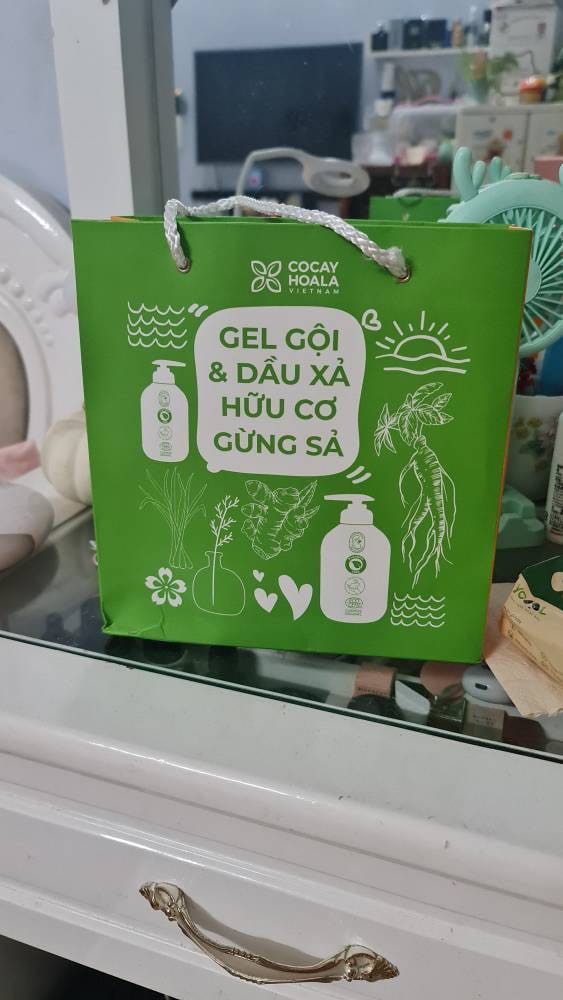 COCAY
HOALA
VIETNAM
GEL GỘI
& DẦU XẢ
HỮU CƠ
GỪNG SẢ